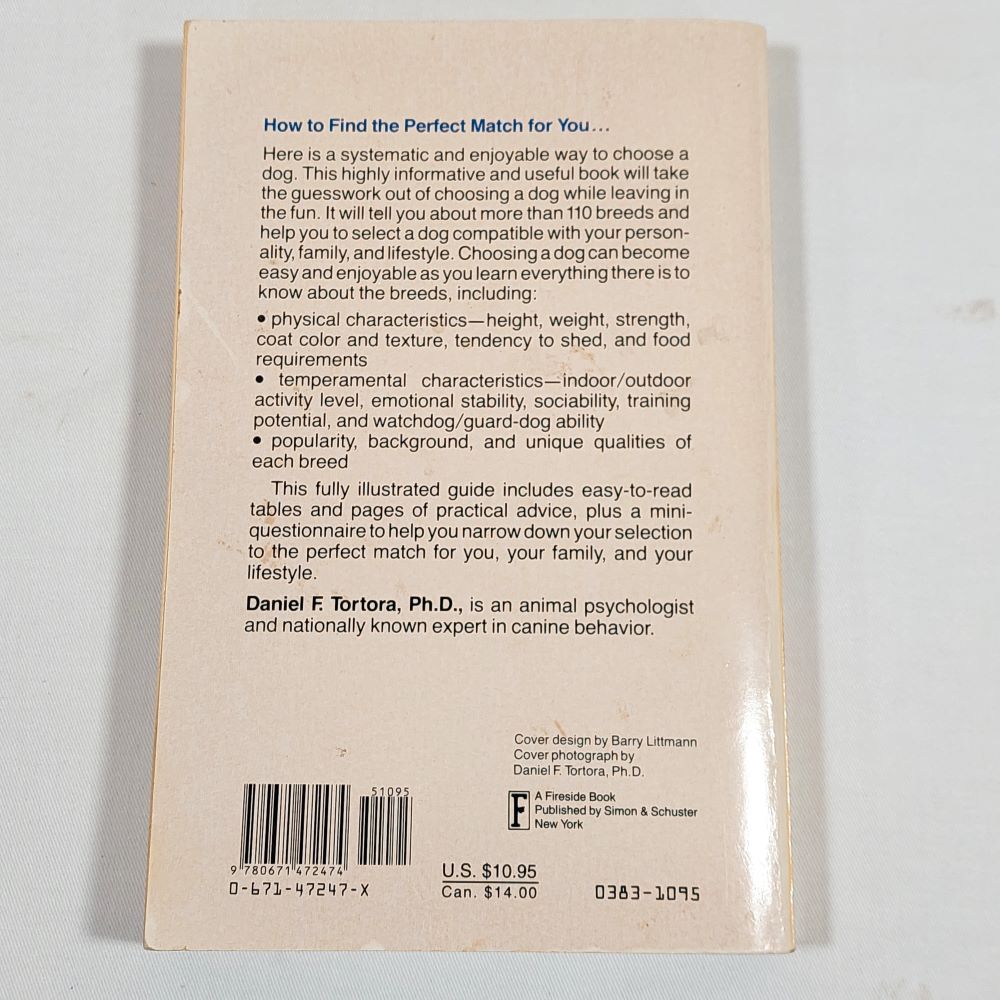 How to Find the Perfect Match for You...
Here is a systematic and enjoyable way to choose a
dog. This highly informative and useful book will take
the guesswork out of choosing a dog while leaving in
the fun. It will tell you about more than 110 breeds and
help you to select a dog compatible with your person-
ality, family, and lifestyle. Choosing a dog can become
easy and enjoyable as you learn everything there is to
know about the breeds, including:
• physical characteristics—height, weight, strength,
coat color and texture, tendency to shed, and food
requirements
• temperamental characteristics—indoor/outdoor
activity level, emotional stability, sociability, training
potential, and watchdog/guard-dog ability
• popularity, background, and unique qualities of
each breed
This fully illustrated guide includes easy-to-read
tables and pages of practical advice, plus a mini-
questionnaire to help you narrow down your selection
to the perfect match for you, your family, and your
lifestyle.
Daniel F. Tortora, Ph.D., is an animal psychologist
and nationally known expert in canine behavior.
Cover design by Barry Littmann
Cover photograph by
Daniel F. Tortora, Ph.D.
F
A Fireside Book
Published by Simon & Schuster
New York
51095
9 780671 472474
0-671-47247-X
U.S. $10.95
Can. $14.00
0383-1095